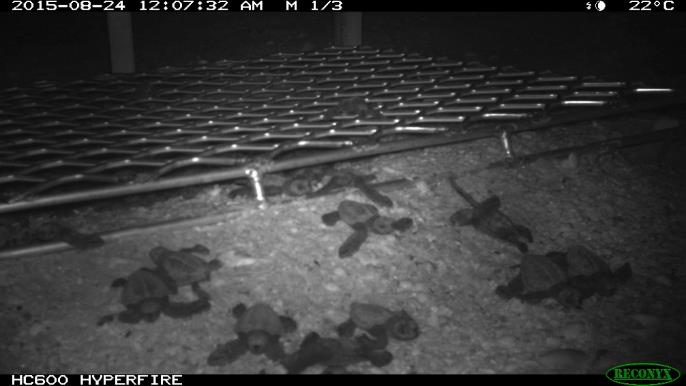 2015-08-24 12:07:32 AM M 1/3 22°C
HC600 HYPERFIRE RECONYX